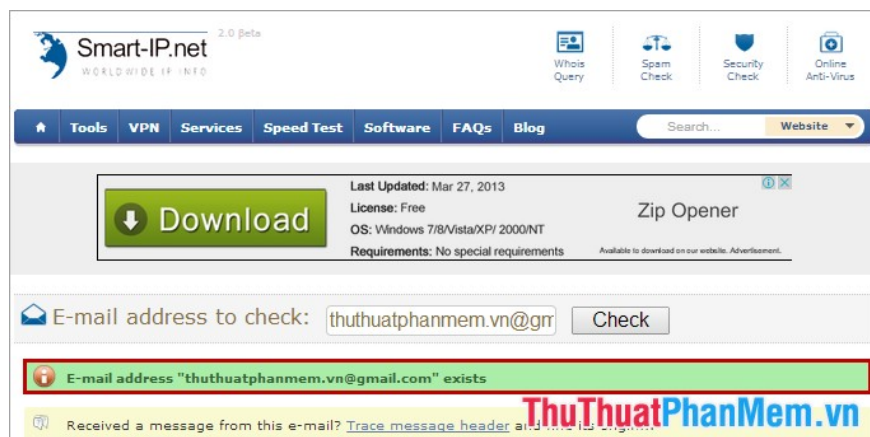 Smart-IP.net 2.0 Beta
WORLDWIDE IP INFO
Whois Query
Spam Check
Security Check
Online Anti-Virus
Tools VPN Services Speed Test Software FAQs Blog Search... Website
Download
Last Updated: Mar 27, 2013
License: Free
OS: Windows 7/8/Vista/XP/ 2000/NT
Requirements: No special requirements
Zip Opener
Available to download on our website. Advertisement.
E-mail address to check: thuthuatphanmem.vn@gm Check
E-mail address "thuthuatphanmem.vn@gmail.com" exists
Received a message from this e-mail? Trace message header and find its
ThuThuatPhanMem.vn